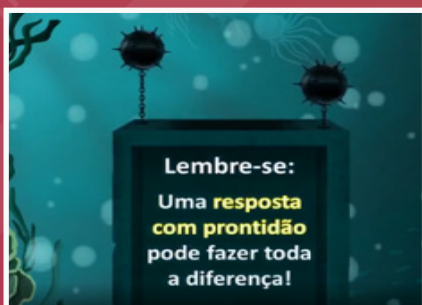 Lembre-se:
Uma resposta
com prontidão
pode fazer toda
a diferença!